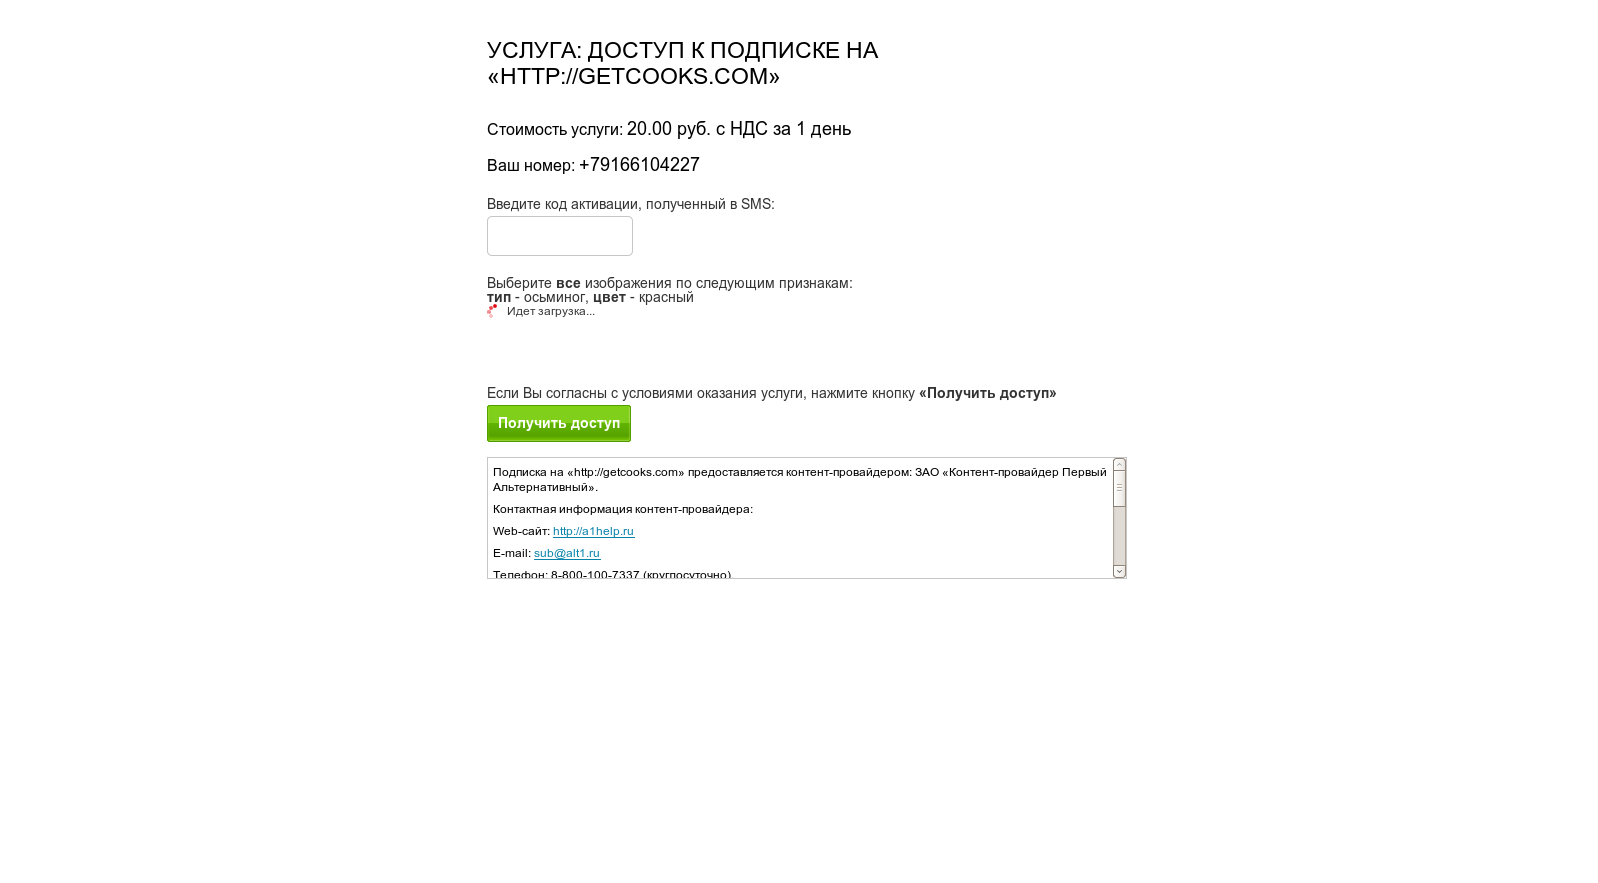 УСЛУГА: ДОСТУП К ПОДПИСКЕ НА
«HTTP://GETCOOKS.COM»
Стоимость услуги: 20.00 руб. с НДС за 1 день
Ваш номер: +79166104227
Введите код активации, полученный в SMS:
Выберите все изображения по следующим признакам:
тип - осьминог, цвет - красный
Идет загрузка...
Если Вы согласны с условиями оказания услуги, нажмите кнопку «Получить доступ»
Получить доступ
Подписка на «http://getcooks.com» предоставляется контент-провайдером: ЗАО «Контент-провайдер Первый
Альтернативный».
Контактная информация контент-провайдера:
Web-сайт: http://a1help.ru
E-mail: sub@alt1.ru
Телефон: 8-800-100-7337 (круглосуточно)